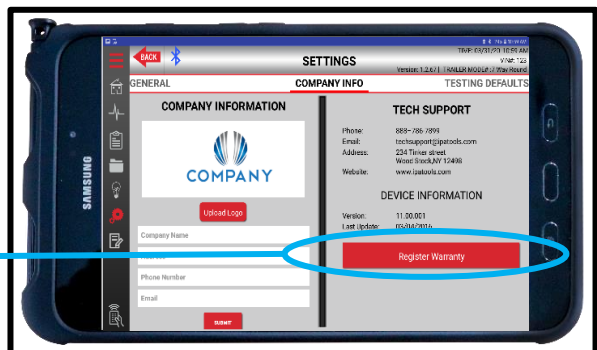 TIME: 03/31/20 10:59 AM
BACK
SETTINGS
VIN#: 123
Version: 1.2.67 | TRAILER MODE# :7 Way Round
GENERAL
COMPANY INFO
TESTING DEFAULTS
COMPANY INFORMATION
COMPANY
Upload Logo
Company Name
Phone Number
Email
SUBMIT
TECH SUPPORT
Phone: 888-786-7899
Email: techsupport@ipatools.com
Address: 234 Tinker street
Wood Stock,NY 12498
Website: www.ipatools.com
DEVICE INFORMATION
Version: 11.00.001
Last Update: 03/04/2016
Register Warranty
SAMSUNG